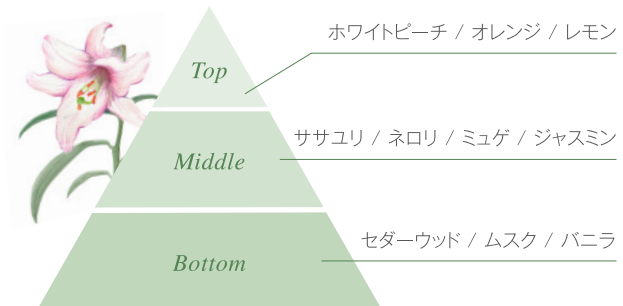 ホワイトピーチ / オレンジ / レモン
Top
ササユリ / ネロリ / ミュゲ / ジャスミン
Middle
セダーウッド / ムスク / バニラ
Bottom